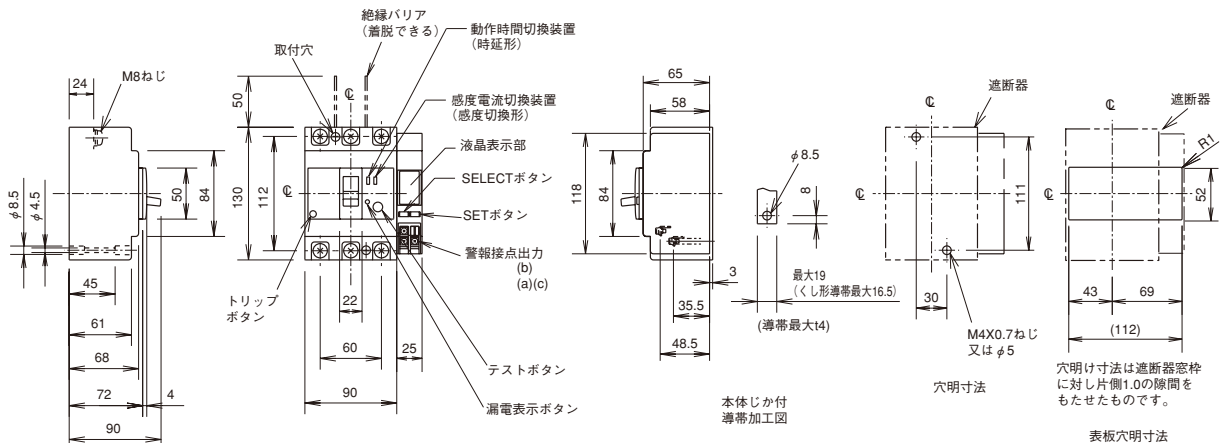 24
M8ねじ
φ8.5
φ4.5
50
84
45
61
68
72
4
90
取付穴
絶縁バリア
(着脱できる)
動作時間切換装置
(時延形)
感度電流切換装置
(感度切換形)
液晶表示部
SELECTボタン
SETボタン
警報接点出力
(b)
(a)(c)
テストボタン
漏電表示ボタン
トリップ
ボタン
50
130
112
℄
℄
22
60
25
90
65
58
118
84
3
35.5
48.5
φ8.5
8
最大19
(くし形導帯最大16.5)
(導帯最大t4)
本体じか付
導帯加工図
遮断器
℄
℄
111
30
M4X0.7ねじ
又はφ5
穴明寸法
遮断器
℄
R1
52
43
69
(112)
穴明け寸法は遮断器窓枠
に対し片側1.0の隙間を
もたせたものです。
表板穴明寸法